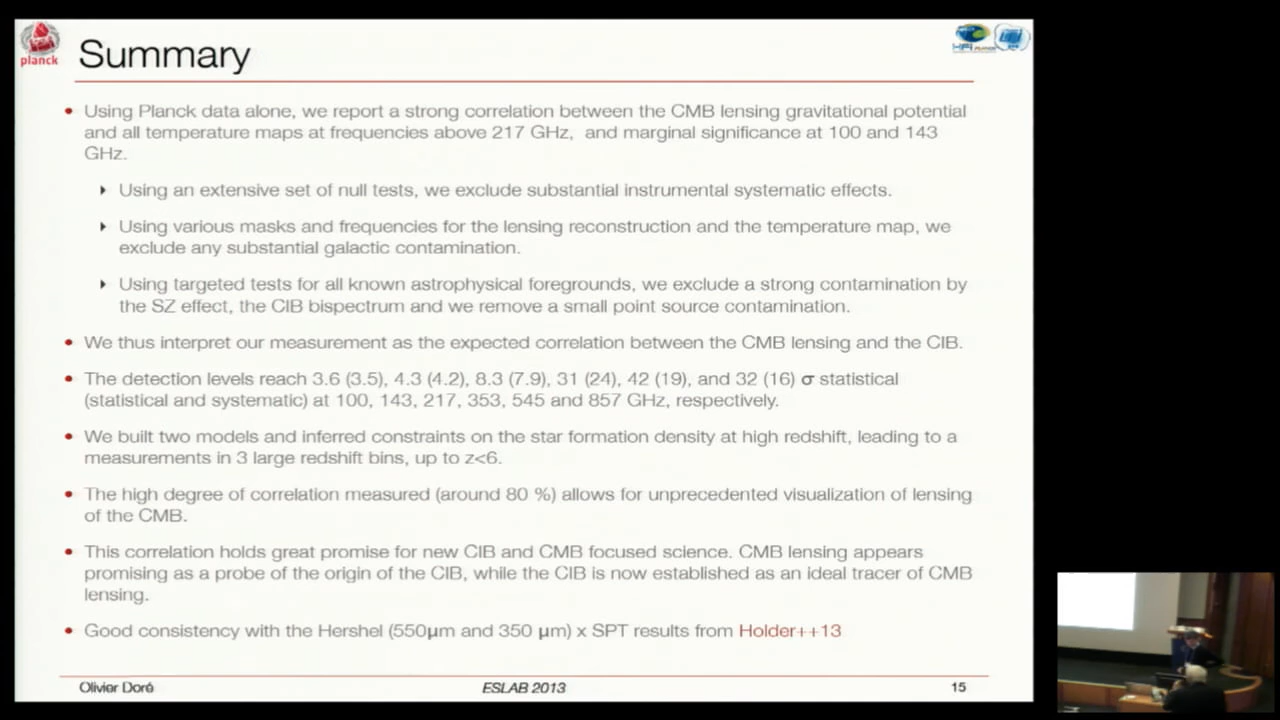 planck
Summary
HFi PLANCK
• Using Planck data alone, we report a strong correlation between the CMB lensing gravitational potential
and all temperature maps at frequencies above 217 GHz, and marginal significance at 100 and 143
GHz.
Using an extensive set of null tests, we exclude substantial instrumental systematic effects.
Using various masks and frequencies for the lensing reconstruction and the temperature map, we
exclude any substantial galactic contamination.
Using targeted tests for all known astrophysical foregrounds, we exclude a strong contamination by
the SZ effect, the CIB bispectrum and we remove a small point source contamination.
• We thus interpret our measurement as the expected correlation between the CMB lensing and the CIB.
• The detection levels reach 3.6 (3.5), 4.3 (4.2), 8.3 (7.9), 31 (24), 42 (19), and 32 (16) σ statistical
(statistical and systematic) at 100, 143, 217, 353, 545 and 857 GHz, respectively.
• We built two models and inferred constraints on the star formation density at high redshift, leading to a
measurements in 3 large redshift bins, up to z<6.
• The high degree of correlation measured (around 80 %) allows for unprecedented visualization of lensing
of the CMB.
• This correlation holds great promise for new CIB and CMB focused science. CMB lensing appears
promising as a probe of the origin of the CIB, while the CIB is now established as an ideal tracer of CMB
lensing.
• Good consistency with the Hershel (550µm and 350 µm) x SPT results from Holder++13
Olivier Doré
ESLAB 2013
15